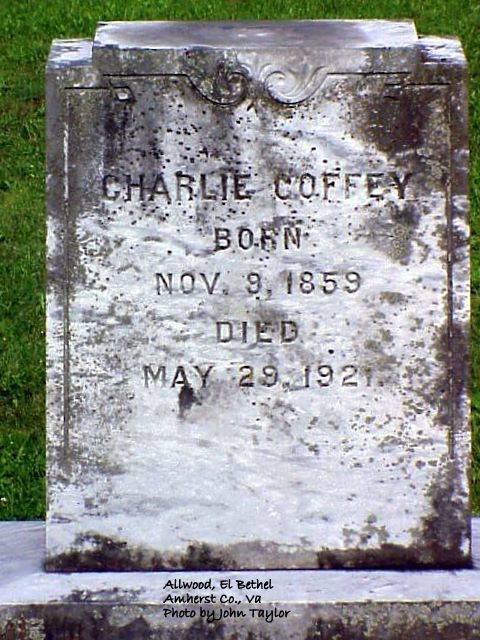 CHARLIE COFFEY
BORN
NOV. 9, 1859
DIED
MAY 29, 1921.
Allwood, El Bethel
Amherst Co., Va
Photo by John Taylor